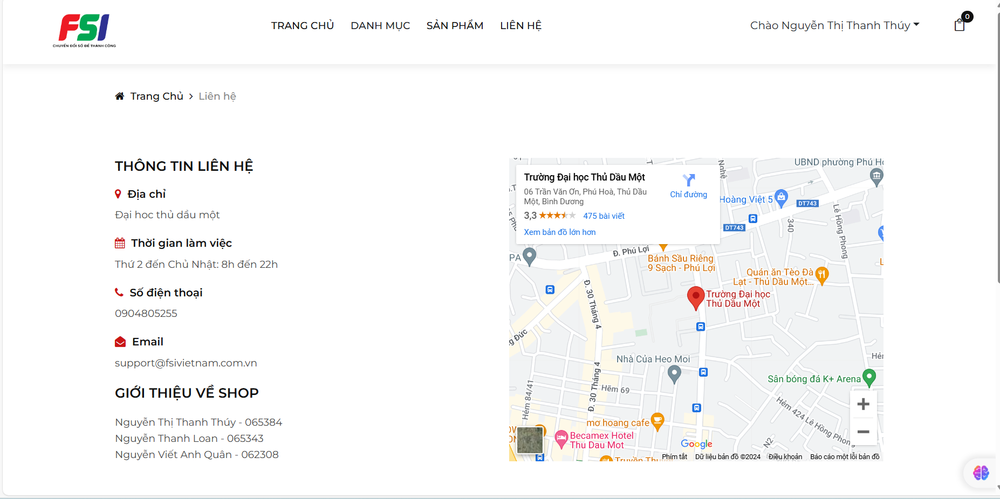 FSI
CHUYỂN ĐỔI SỐ ĐỂ THÀNH CÔNG
TRANG CHỦ
DANH MỤC
SẢN PHẨM
LIÊN HỆ
Chào Nguyễn Thị Thanh Thúy
0
Trang Chủ > Liên hệ
THÔNG TIN LIÊN HỆ
Địa chỉ
Đại hoc thủ dầu một
Thời gian làm việc
Thứ 2 đến Chủ Nhật: 8h đến 22h
Số điện thoại
0904805255
Email
support@fsivietnam.com.vn
GIỚI THIỆU VỀ SHOP
Nguyễn Thị Thanh Thúy - 065384
Nguyễn Thanh Loan - 065343
Nguyễn Viết Anh Quân - 062308
Trường Đại học Thủ Dầu Một
06 Trần Văn Ơn, Phú Hoà, Thủ Dầu
Một, Bình Dương
3,3
475 bài viết
Xem bản đồ lớn hơn
Chỉ đường
UBND phường Phú
Nghệ
Hoàng Việt 5
DT743
DT743
340
Lê Hồng Phong
PA
Đ. Phú Lợi
Bánh Sầu Riêng
9 Sạch - Phú Lợi
Quán ăn Tèo Đà
Lạt - Thủ Dầu Một...
Đ. 30 Tháng 4
Trường Đại học
Thủ Dầu Một
Đức
Nhà Của Heo Moi
Đ. 30 Tháng 4
Hẻm 84/41
Hẻm 69
Sân bóng đá K+ Arena
Hẻm 424 Lê Hồng Phong
mơ hoang cafe
Becamex Hotel
Thu Dau Mot
N2
Google
Phím tắt
Dữ liệu bản đồ ©2024
Điều khoản
Báo cáo một lỗi bản đồ